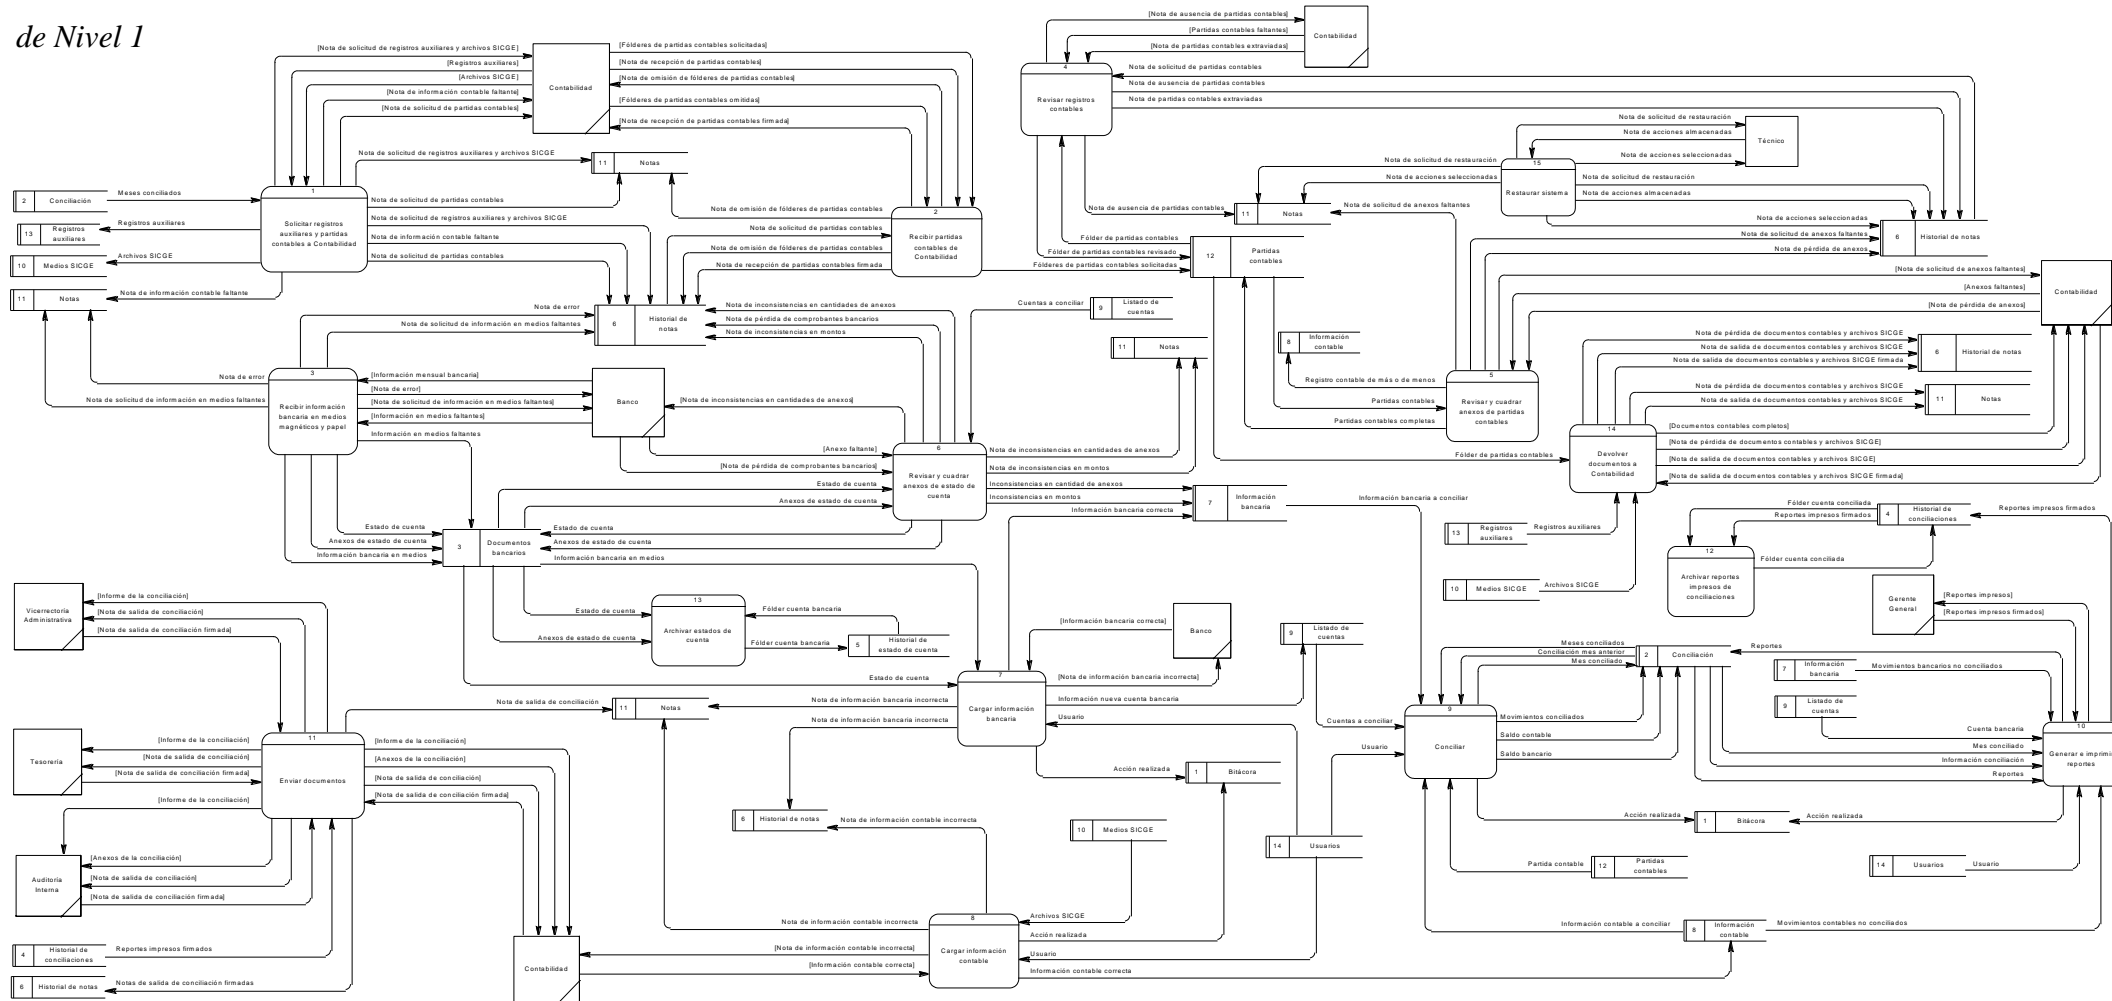 de Nivel 1
[Nota de solicitud de registros auxiliares y archivos SICGE]
[Registros auxiliares]
[Archivos SICGE]
[Nota de información contable faltante]
[Nota de solicitud de partidas contables]
Contabilidad
[Fólderes de partidas contables solicitadas]
[Nota de recepción de partidas contables]
[Nota de omisión de fólderes de partidas contables]
[Fólderes de partidas contables omitidas]
[Nota de recepción de partidas contables firmada]
Nota de solicitud de registros auxiliares y archivos SICGE
11
Notas
2
Conciliación
Meses conciliados
13
Registros
auxiliares
Registros auxiliares
10
Medios SICGE
Archivos SICGE
11
Notas
Nota de información contable faltante
1
Solicitar registros
auxiliares y partidas
contables a Contabilidad
Nota de solicitud de partidas contables
Nota de solicitud de registros auxiliares y archivos SICGE
Nota de información contable faltante
Nota de solicitud de partidas contables
Nota de omisión de fólderes de partidas contables
Nota de solicitud de partidas contables
Nota de omisión de fólderes de partidas contables
Nota de recepción de partidas contables firmada
2
Recibir partidas
contables de
Contabilidad
Fólderes de partidas contables solicitadas
[Nota de ausencia de partidas contables]
[Partidas contables faltantes]
[Nota de partidas contables extraviadas]
Contabilidad
4
Revisar registros
contables
Nota de solicitud de partidas contables
Nota de ausencia de partidas contables
Nota de partidas contables extraviadas
Nota de solicitud de restauración
Nota de acciones almacenadas
Nota de acciones seleccionadas
Técnico
15
Restaurar sistema
Nota de solicitud de restauración
Nota de acciones seleccionadas
Nota de solicitud de restauración
Nota de acciones almacenadas
Nota de ausencia de partidas contables
11
Notas
Nota de solicitud de anexos faltantes
Nota de acciones seleccionadas
Nota de solicitud de anexos faltantes
Nota de pérdida de anexos
6
Historial de notas
Fólder de partidas contables
Fólder de partidas contables revisado
12
Partidas
contables
[Nota de solicitud de anexos faltantes]
[Anexos faltantes]
[Nota de pérdida de anexos]
Contabilidad
Nota de error
Nota de solicitud de información en medios faltantes
6
Historial de
notas
Nota de inconsistencias en cantidades de anexos
Nota de pérdida de comprobantes bancarios
Nota de inconsistencias en montos
Cuentas a conciliar
9
Listado de
cuentas
11
Notas
8
Información
contable
Registro contable de más o de menos
Partidas contables
Partidas contables completas
5
Revisar y cuadrar
anexos de partidas
contables
Nota de pérdida de documentos contables y archivos SICGE
Nota de salida de documentos contables y archivos SICGE
Nota de salida de documentos contables y archivos SICGE firmada
6
Historial de notas
Nota de pérdida de documentos contables y archivos SICGE
Nota de salida de documentos contables y archivos SICGE
11
Notas
Nota de error
Nota de solicitud de información en medios faltantes
3
Recibir información
bancaria en medios
magnéticos y papel
[Información mensual bancaria]
[Nota de error]
[Nota de solicitud de información en medios faltantes]
[Información en medios faltantes]
Información en medios faltantes
Banco
[Nota de inconsistencias en cantidades de anexos]
[Anexo faltante]
[Nota de pérdida de comprobantes bancarios]
Estado de cuenta
Anexos de estado de cuenta
6
Revisar y cuadrar
anexos de estado de
cuenta
Nota de inconsistencias en cantidades de anexos
Nota de inconsistencias en montos
Inconsistencias en cantidad de anexos
Inconsistencias en montos
Información bancaria correcta
7
Información
bancaria
Información bancaria a conciliar
Fólder de partidas contables
14
Devolver
documentos a
Contabilidad
[Documentos contables completos]
[Nota de pérdida de documentos contables y archivos SICGE]
[Nota de salida de documentos contables y archivos SICGE]
[Nota de salida de documentos contables y archivos SICGE firmada]
Estado de cuenta
Anexos de estado de cuenta
Información bancaria en medios
3
Documentos
bancarios
Estado de cuenta
Anexos de estado de cuenta
Información bancaria en medios
13
Registros
auxiliares
Registros auxiliares
10
Medios SICGE
Archivos SICGE
Fólder cuenta conciliada
Reportes impresos firmados
4
Historial de
conciliaciones
Reportes impresos firmados
12
Archivar reportes
impresos de
conciliaciones
Fólder cuenta conciliada
Gerente
General
[Reportes impresos]
[Reportes impresos firmados]
Vicerrectoría
Administrativa
[Informe de la conciliación]
[Nota de salida de conciliación]
[Nota de salida de conciliación firmada]
Estado de cuenta
Anexos de estado de cuenta
13
Archivar estados de
cuenta
Fólder cuenta bancaria
Fólder cuenta bancaria
5
Historial de
estado de cuenta
Estado de cuenta
[Información bancaria correcta]
Banco
9
Listado de
cuentas
7
Cargar información
bancaria
[Nota de información bancaria incorrecta]
Información nueva cuenta bancaria
Usuario
Nota de salida de conciliación
11
Notas
Nota de información bancaria incorrecta
Nota de información bancaria incorrecta
Meses conciliados
Conciliación mes anterior
Mes conciliado
2
Conciliación
Reportes
7
Información
bancaria
Movimientos bancarios no conciliados
9
Listado de
cuentas
Cuenta bancaria
Mes conciliado
Información conciliación
Reportes
10
Generar e imprimi
reportes
Cuentas a conciliar
Usuario
9
Conciliar
Movimientos conciliados
Saldo contable
Saldo bancario
Tesorería
[Informe de la conciliación]
[Nota de salida de conciliación]
[Nota de salida de conciliación firmada]
[Informe de la conciliación]
11
Enviar documentos
[Informe de la conciliación]
[Anexos de la conciliación]
[Nota de salida de conciliación]
[Nota de salida de conciliación firmada]
Acción realizada
1
Bitácora
6
Historial de notas
Nota de información contable incorrecta
10
Medios SICGE
14
Usuarios
Acción realizada
1
Bitácora
Acción realizada
Partida contable
12
Partidas
contables
14
Usuarios
Usuario
Auditoría
Interna
[Anexos de la conciliación]
[Nota de salida de conciliación]
[Nota de salida de conciliación firmada]
4
Historial de
conciliaciones
Reportes impresos firmados
6
Historial de notas
Notas de salida de conciliación firmadas
Contabilidad
Nota de información contable incorrecta
[Nota de información contable incorrecta]
[Información contable correcta]
8
Cargar información
contable
Archivos SICGE
Acción realizada
Usuario
Información contable correcta
Información contable a conciliar
8
Información
contable
Movimientos contables no conciliados